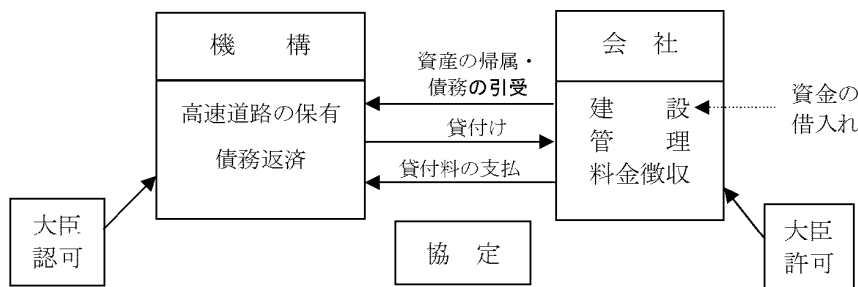 機　　構
会　社
資産の帰属・
債務の引受
高速道路の保有
債務返済
貸付け
貸付料の支払
建　　設
管　　理
料金徴収
資金の
借入れ
大臣
認可
協　定
大臣
許可